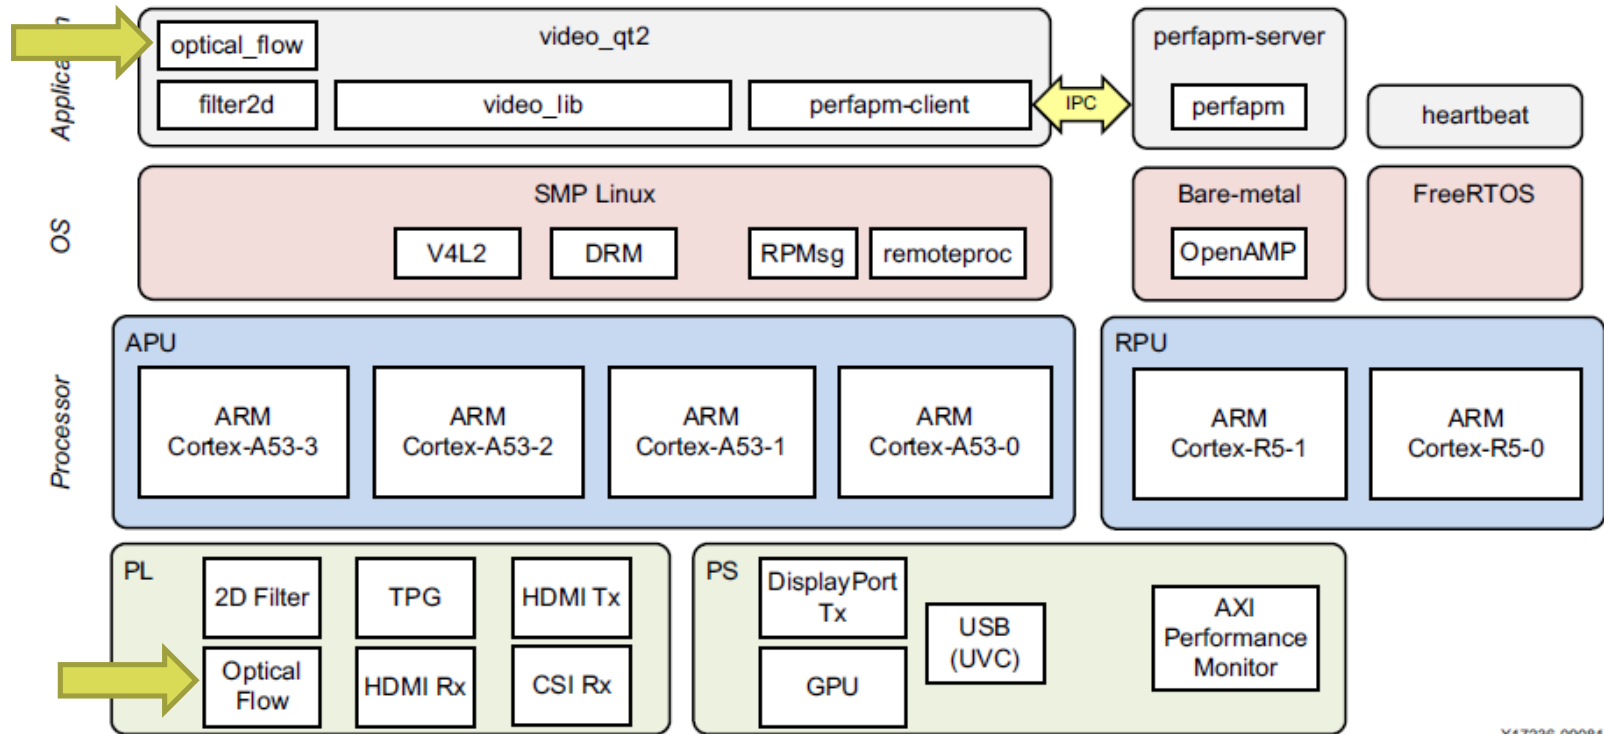 Application
optical_flow
video_qt2
perfapm-server
filter2d
video_lib
perfapm-client
IPC
perfapm
heartbeat
OS
SMP Linux
Bare-metal
FreeRTOS
V4L2
DRM
RPMsg
remoteproc
OpenAMP
Processor
APU
RPU
ARM
Cortex-A53-3
ARM
Cortex-A53-2
ARM
Cortex-A53-1
ARM
Cortex-A53-0
ARM
Cortex-R5-1
ARM
Cortex-R5-0
PL
2D Filter
TPG
HDMI Tx
Optical
Flow
HDMI Rx
CSI Rx
PS
DisplayPort
Tx
GPU
USB
(UVC)
AXI
Performance
Monitor